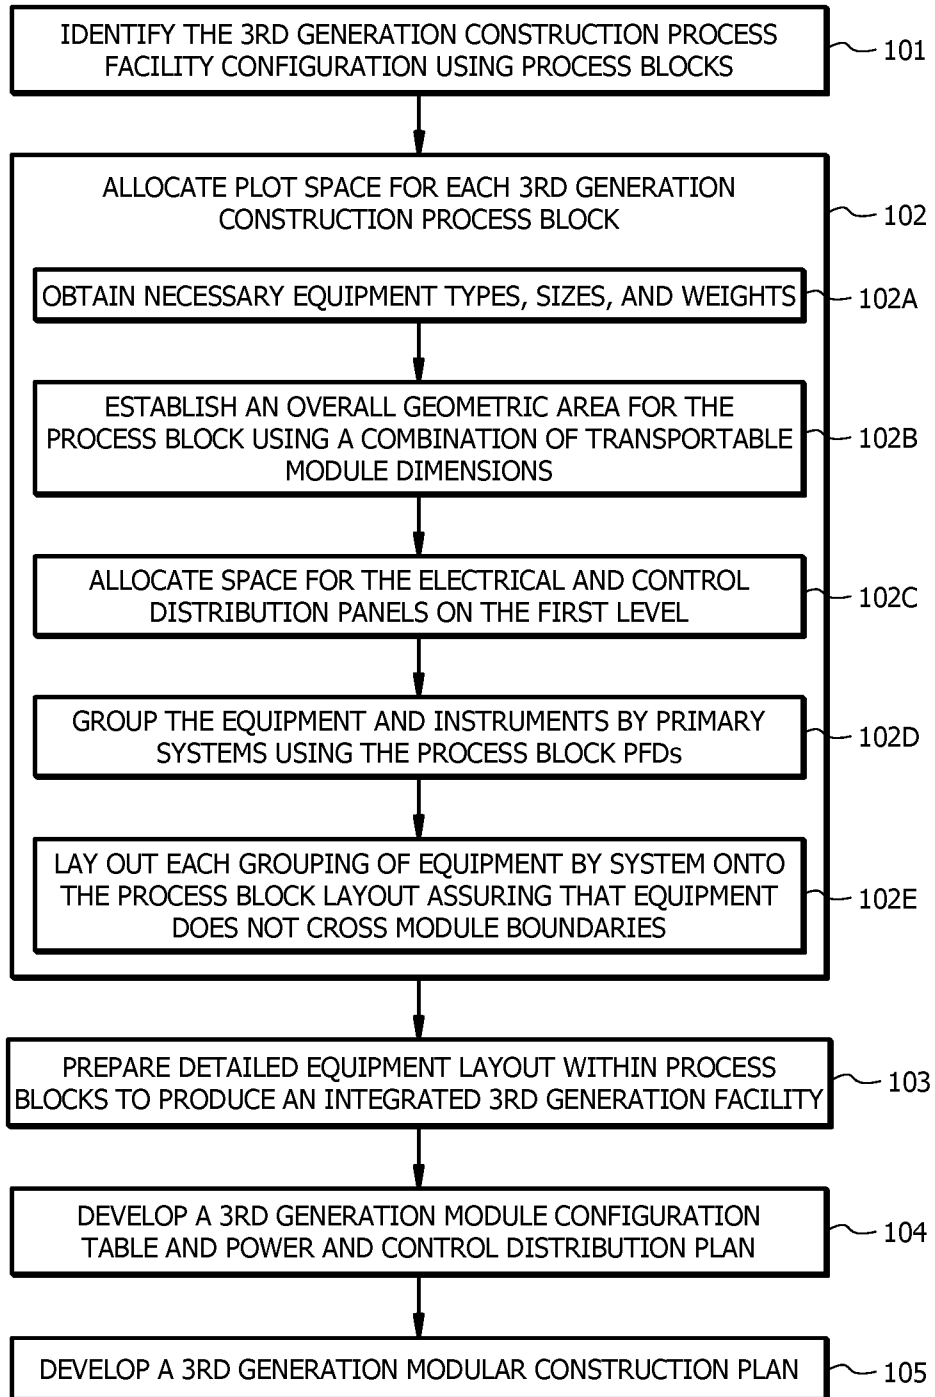 IDENTIFY THE 3RD GENERATION CONSTRUCTION PROCESS
FACILITY CONFIGURATION USING PROCESS BLOCKS
101
ALLOCATE PLOT SPACE FOR EACH 3RD GENERATION
CONSTRUCTION PROCESS BLOCK
102
OBTAIN NECESSARY EQUIPMENT TYPES, SIZES, AND WEIGHTS
102A
ESTABLISH AN OVERALL GEOMETRIC AREA FOR THE
PROCESS BLOCK USING A COMBINATION OF TRANSPORTABLE
MODULE DIMENSIONS
102B
ALLOCATE SPACE FOR THE ELECTRICAL AND CONTROL
DISTRIBUTION PANELS ON THE FIRST LEVEL
102C
GROUP THE EQUIPMENT AND INSTRUMENTS BY PRIMARY
SYSTEMS USING THE PROCESS BLOCK PFDs
102D
LAY OUT EACH GROUPING OF EQUIPMENT BY SYSTEM ONTO
THE PROCESS BLOCK LAYOUT ASSURING THAT EQUIPMENT
DOES NOT CROSS MODULE BOUNDARIES
102E
PREPARE DETAILED EQUIPMENT LAYOUT WITHIN PROCESS
BLOCKS TO PRODUCE AN INTEGRATED 3RD GENERATION FACILITY
103
DEVELOP A 3RD GENERATION MODULE CONFIGURATION
TABLE AND POWER AND CONTROL DISTRIBUTION PLAN
104
DEVELOP A 3RD GENERATION MODULAR CONSTRUCTION PLAN
105